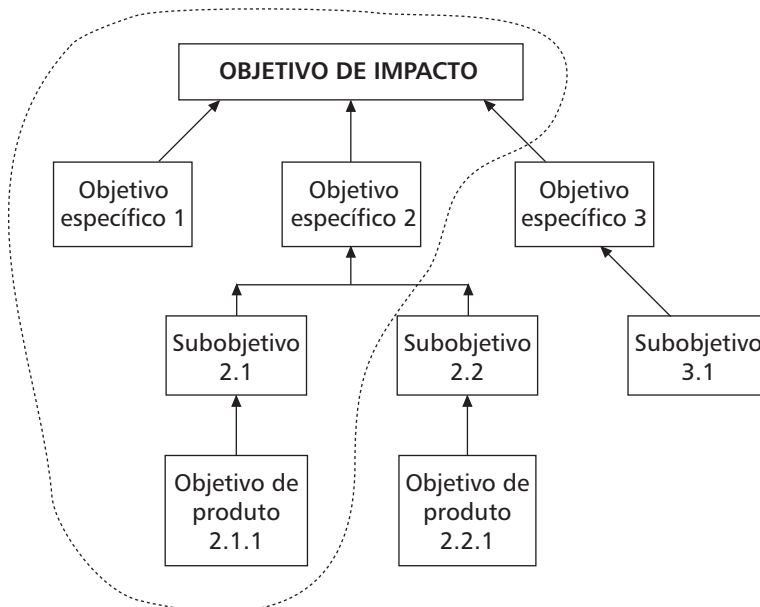 OBJETIVO DE IMPACTO
Objetivo
específico 1
Objetivo
específico 2
Objetivo
específico 3
Subobjetivo
2.1
Subobjetivo
2.2
Subobjetivo
3.1
Objetivo de
produto
2.1.1
Objetivo de
produto
2.2.1